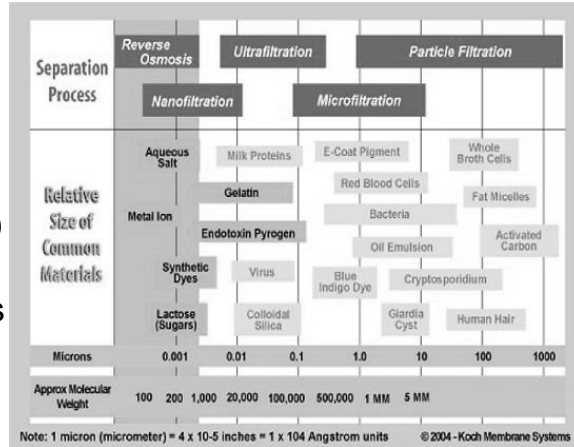 Reverse
Osmosis
Ultrafiltration
Particle Filtration
Separation
Process
Nanofiltration
Microfiltration
Aqueous
Salt
Milk Proteins
E-Coat Pigment
Whole
Broth Cells
Gelatin
Red Blood Cells
Fat Micelles
Relative
Size of
Common
Materials
)
Metal Ion
Bacteria
Endotoxin Pyrogen
Oil Emulsion
Activated
Carbon
Synthetic
Dyes
Virus
Blue
Indigo Dye
Cryptosporidium
s
Lactose
(Sugars)
Colloidal
Silica
Giardia
Cyst
Human Hair
Microns 0.001 0.01 0.1 1.0 10 100 1000
Approx Molecular
Weight
100 200 1,000 20,000 100,000 500,000 1 MM 5 MM
Note: 1 micron (micrometer) = 4 x 10-5 inches = 1 x 104 Angstrom units © 2004 - Koch Membrane Systems